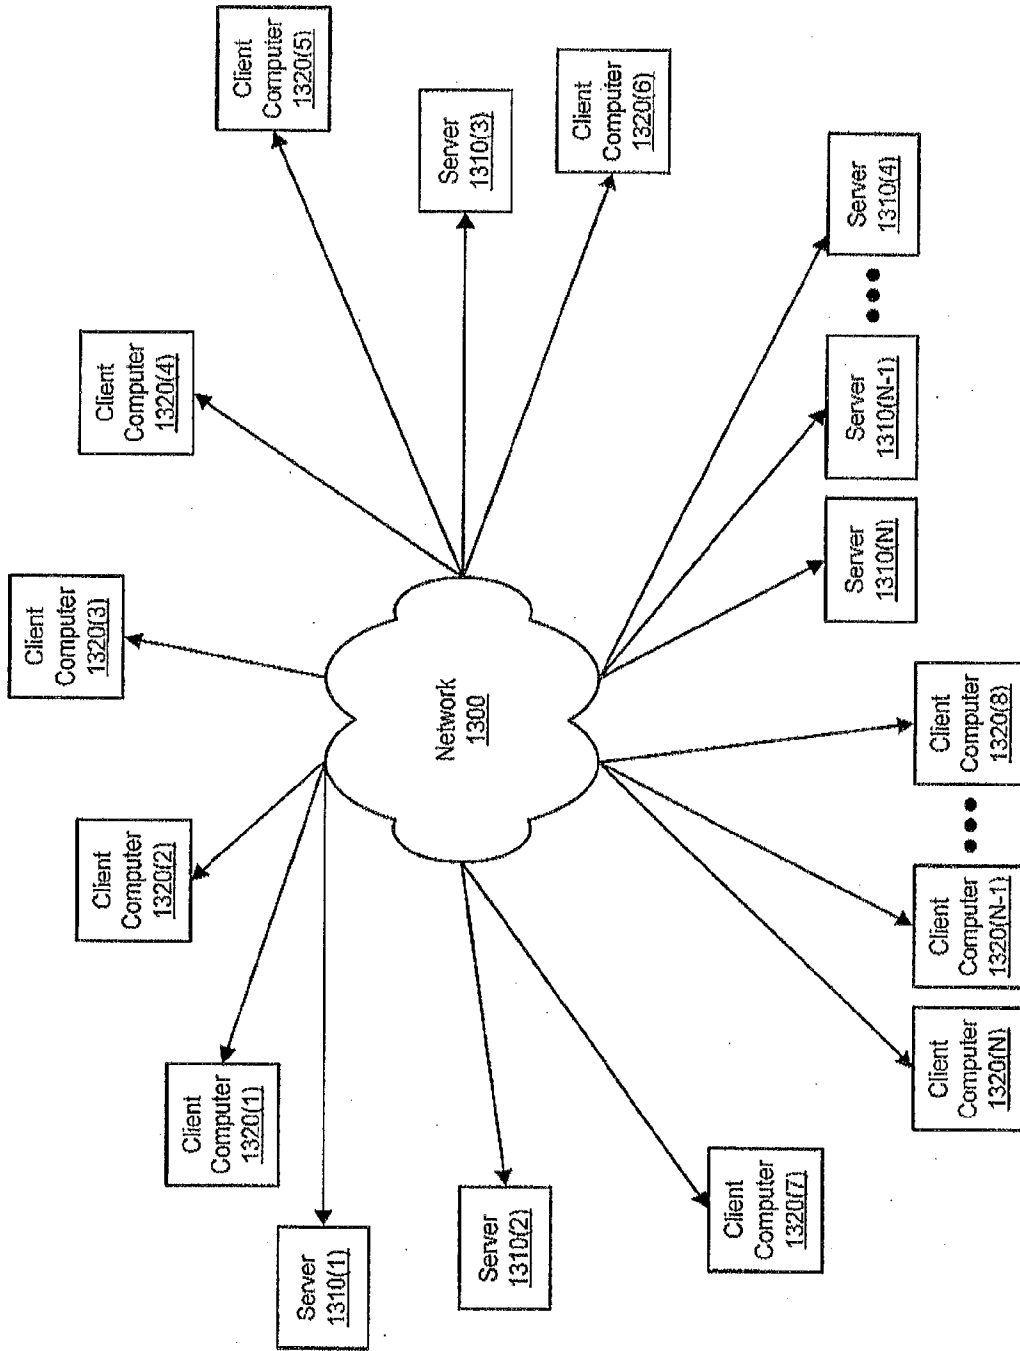 Client
Computer
1320(3)
Client
Computer
1320(2)
Client
Computer
1320(4)
Client
Computer
1320(1)
Client
Computer
1320(5)
Server
1310(1)
Server
1310(2)
Network
1300
Server
1310(3)
Client
Computer
1320(6)
Client
Computer
1320(7)
Server
1310(N)
Server
1310(N-1)
Server
1310(4)
Client
Computer
1320(N)
Client
Computer
1320(N-1)
Client
Computer
1320(8)